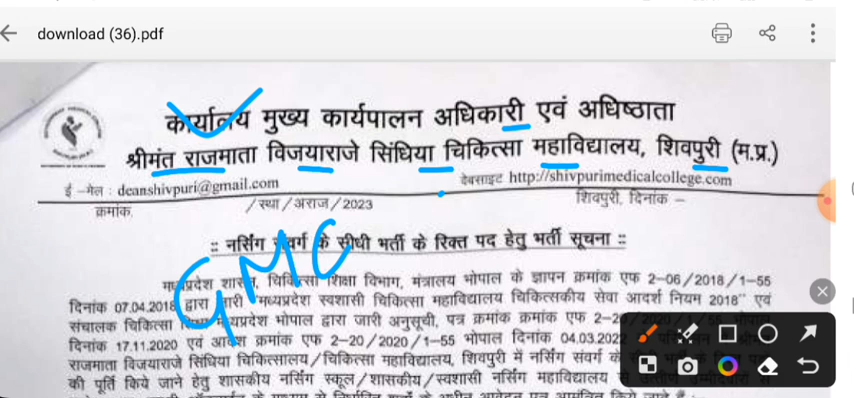 download (36).pdf
कार्यालय मुख्य कार्यपालन अधिकारी एवं अधिष्ठाता
श्रीमंत राजमाता विजयाराजे सिंधिया चिकित्सा महाविद्यालय, शिवपुरी (म.प्र.)
ई -मेल : deanshivpuri@gmail.com वेबसाइट http://shivpurimedicalcollege.com
क्रमांक. /स्था/अराज/2023 शिवपुरी, दिनांक –
:: नर्सिंग संवर्ग के सीधी भर्ती के रिक्त पद हेतु भर्ती सूचना ::
GMC
मध्यप्रदेश शासन, चिकित्सा शिक्षा विभाग, मंत्रालय भोपाल के ज्ञापन क्रमांक एफ 2-06/2018/1-55
दिनांक 07.04.2018 द्वारा जारी मध्यप्रदेश स्वशासी चिकित्सा महाविद्यालय चिकित्सकीय सेवा आदर्श नियम 2018" एवं
संचालक चिकित्सा मध्यप्रदेश भोपाल द्वारा जारी अनुसूची, पत्र क्रमांक क्रमांक एफ
दिनांक 17.11.2020 एवं आदेश क्रमांक एफ 2-20/2020/1-55 भोपाल दिनांक 04.03.2022
राजमाता विजयाराजे सिंधिया चिकित्सालय/चिकित्सा महाविद्यालय, शिवपुरी में नर्सिंग संवर्ग के
की पूर्ति किये जाने हेतु शासकीय नर्सिंग स्कूल/शासकीय/स्वशासी नर्सिंग महाविद्यालय